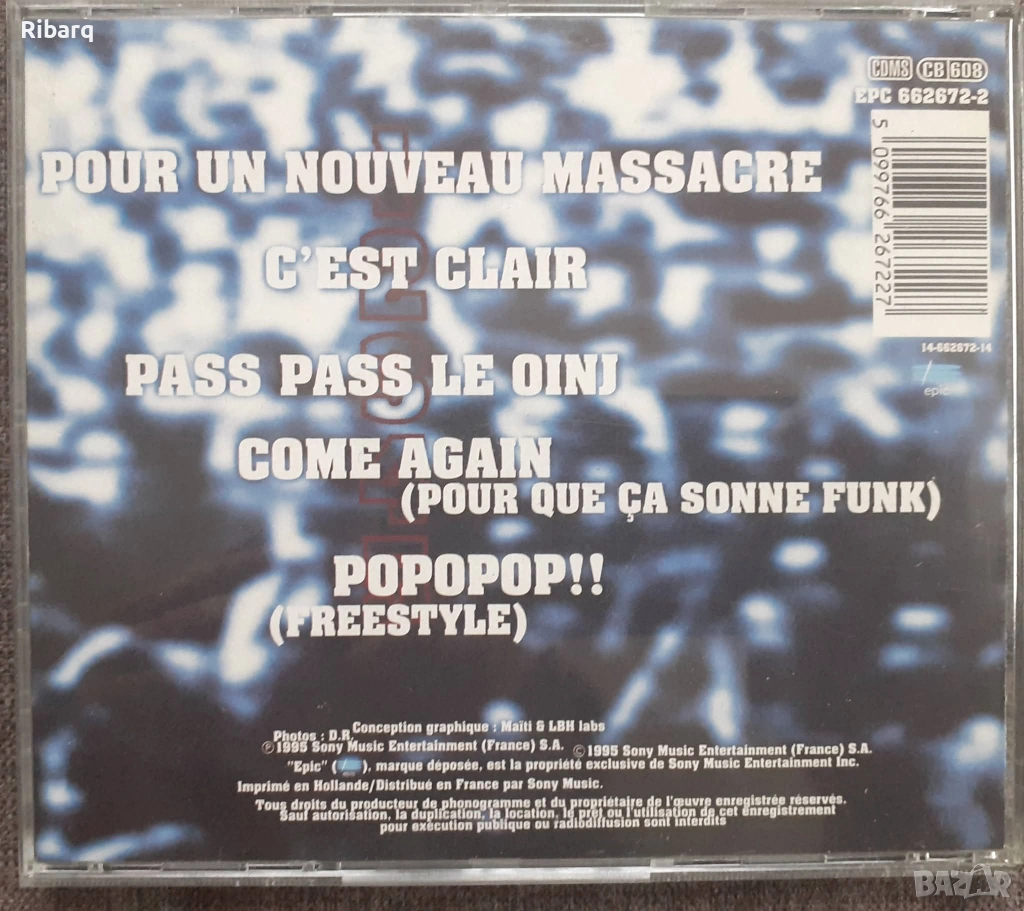 Ribarq
CDMS CB 608
EPC 662672-2
5 099766 267227
14-662672-14
epic
POUR UN NOUVEAU MASSACRE
C'EST CLAIR
PASS PASS LE OINJ
COME AGAIN
(POUR QUE ÇA SONNE FUNK)
POPOPOP!!
(FREESTYLE)
Conception graphique : Maïti & LBH labs
Photos : D.R.
℗1995 Sony Music Entertainment (France) S.A. ©1995 Sony Music Entertainment (France) S.A.
"Epic" ( ), marque déposée, est la propriété exclusive de Sony Music Entertainment Inc.
Imprimé en Hollande/Distribué en France par Sony Music.
Tous droits du producteur de phonogramme et du propriétaire de l'œuvre enregistrée réservés.
Sauf autorisation, la duplication, la location, le prêt ou l'utilisation de cet enregistrement
pour exécution publique ou radiodiffusion sont interdits
BAZAR